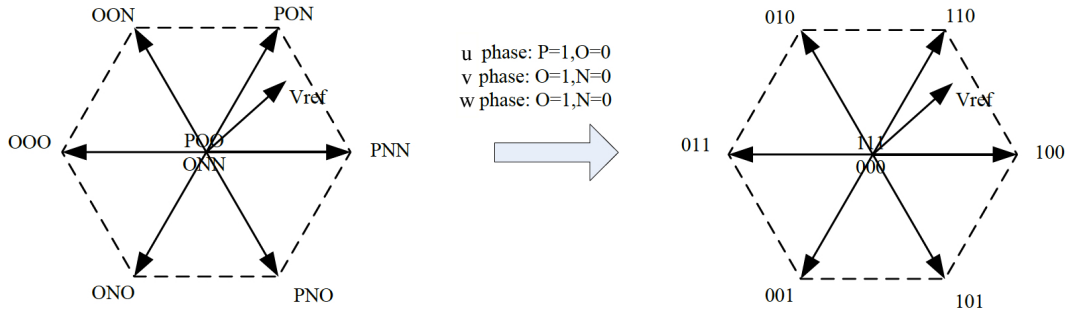 OON
PON
Vref
OOO
POO
ONN
PNN
ONO
PNO
u phase: P=1,O=0
v phase: O=1,N=0
w phase: O=1,N=0
010
110
Vref
011
111
000
100
001
101